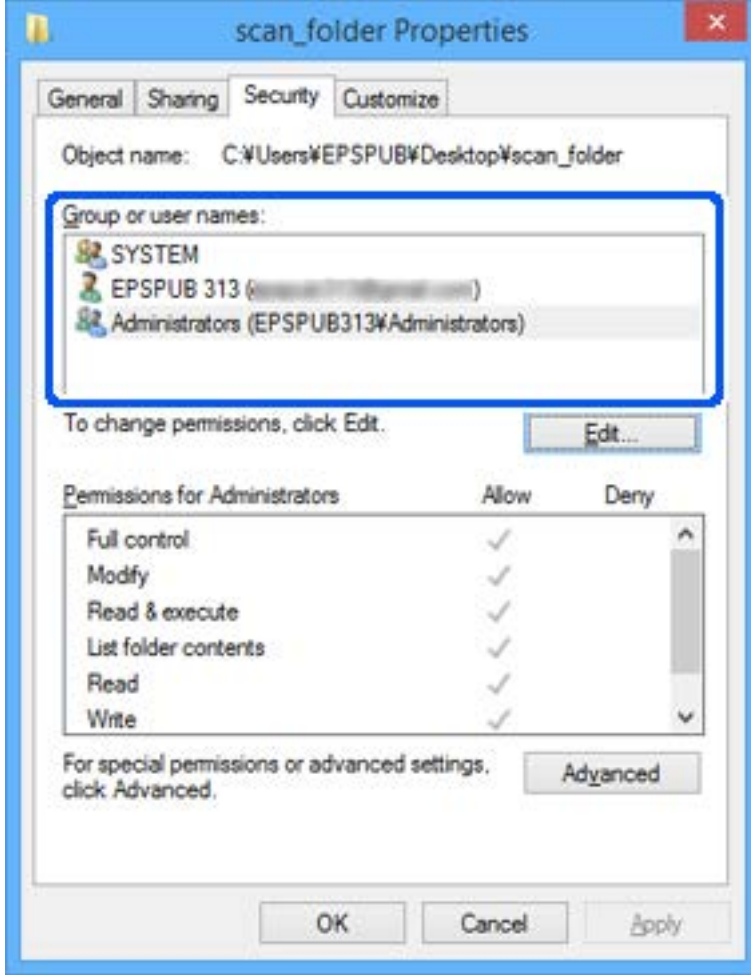 scan_folder Properties
General Sharing Security Customize
Object name: C:¥Users¥EPSPUB¥Desktop¥scan_folder
Group or user names:
SYSTEM
EPSPUB 313 ( )
Administrators (EPSPUB313¥Administrators)
To change permissions, click Edit.
Edit...
Permissions for Administrators Allow Deny
Full control
Modify
Read & execute
List folder contents
Read
Write
For special permissions or advanced settings,
click Advanced.
Advanced
OK Cancel Apply